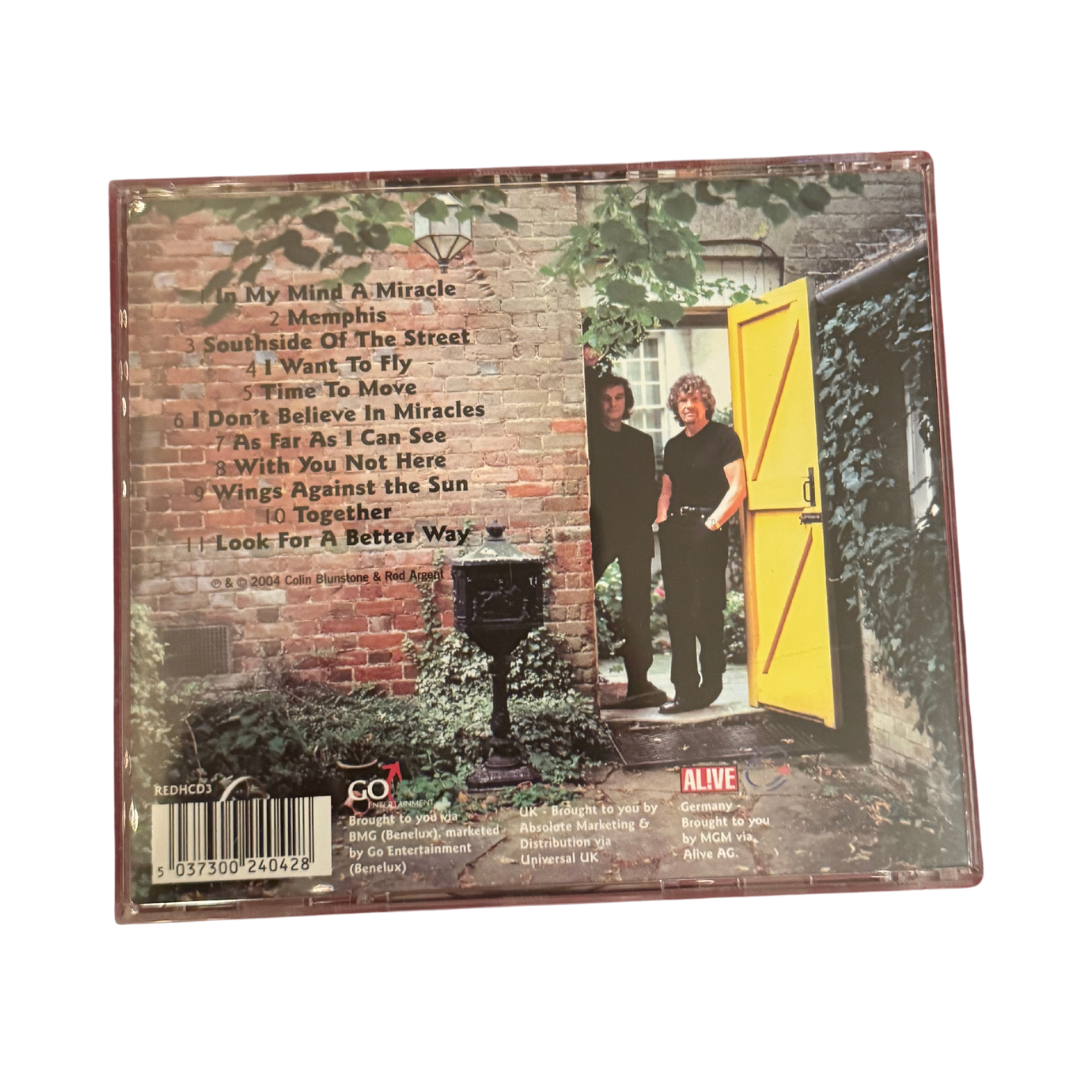 1 In My Mind A Miracle
2 Memphis
3 Southside Of The Street
4 I Want To Fly
5 Time To Move
6 I Don't Believe In Miracles
7 As Far As I Can See
8 With You Not Here
9 Wings Against the Sun
10 Together
11 Look For A Better Way
℗ & © 2004 Colin Blunstone & Rod Argent
REDHCD3
5 037300 240428
GO
ENTERTAINMENT
Brought to you via
BMG (Benelux), marketed
by Go Entertainment
(Benelux)
UK - Brought to you by
Absolute Marketing &
Distribution via
Universal UK
AL!VE
Germany -
Brought to you
by MGM via
Alive AG.